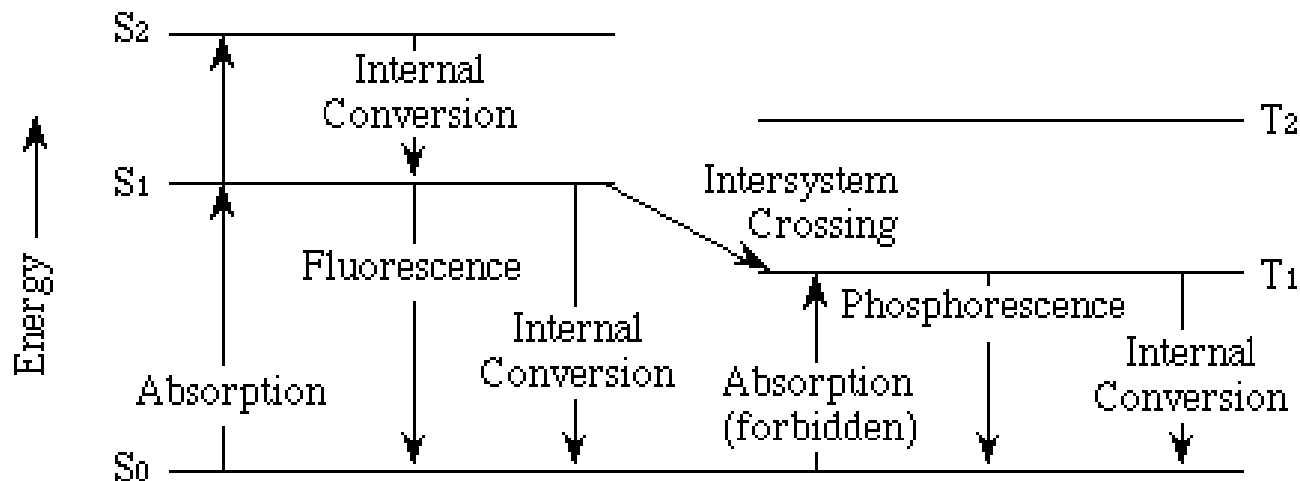 S2
Internal
Conversion
T2
S1
Intersystem
Crossing
Fluorescence
T1
Phosphorescence
Energy
Internal
Conversion
Internal
Conversion
Absorption
Absorption
(forbidden)
S0